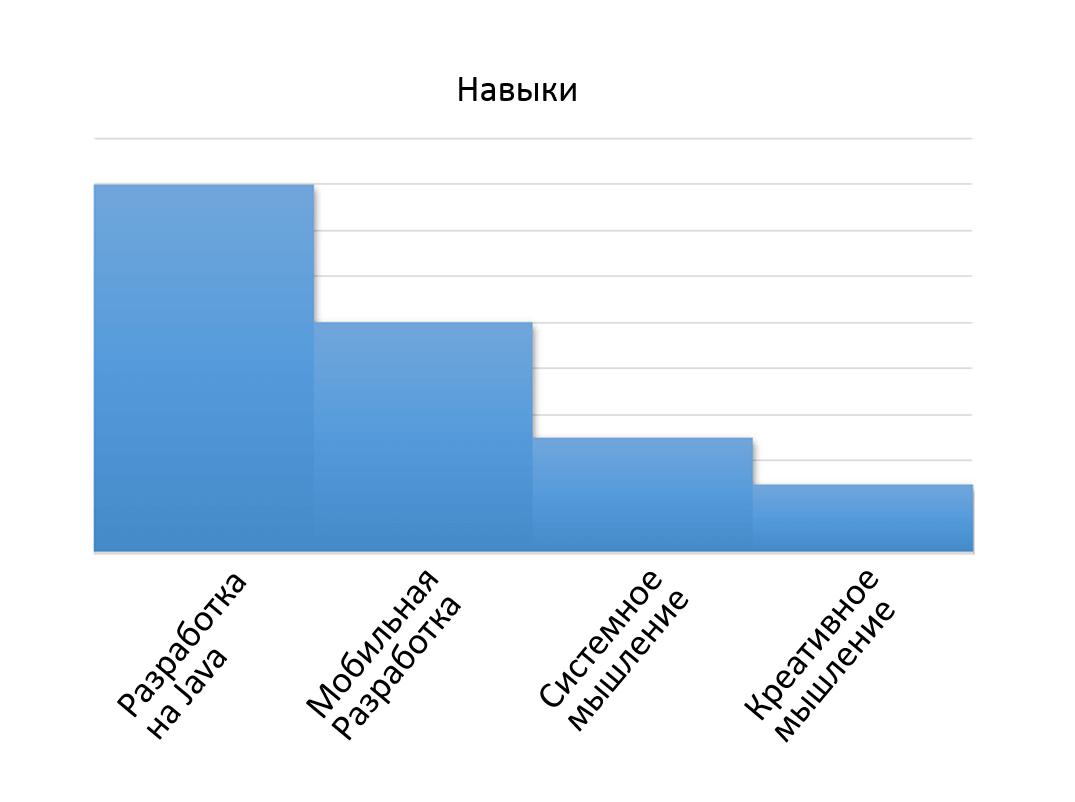 Навыки
Разработка
на Java
Мобильная
Разработка
Системное
мышление
Креативное
мышление